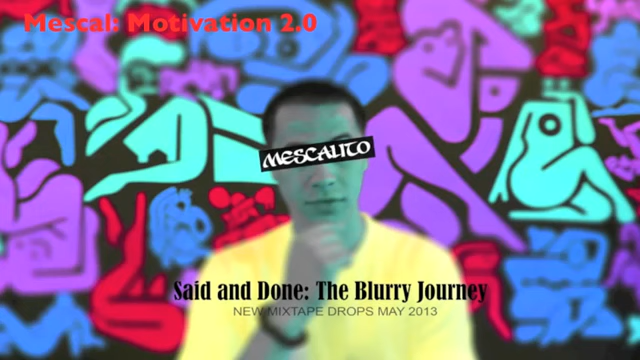 Mescal: Motivation 2.0
MESCALITO
Said and Done: The Blurry Journey
NEW MIXTAPE DROPS MAY 2013